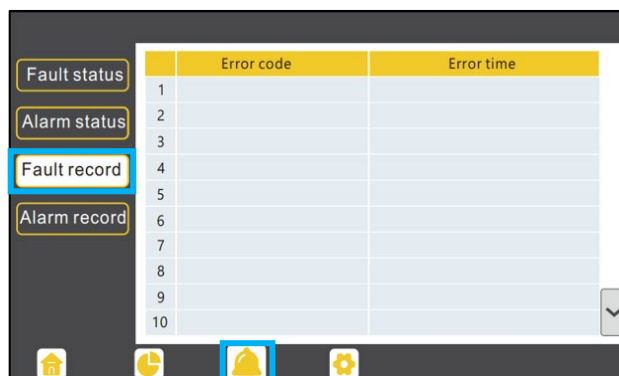 Fault status
Alarm status
Fault record
Alarm record
Error code Error time
1
2
3
4
5
6
7
8
9
10